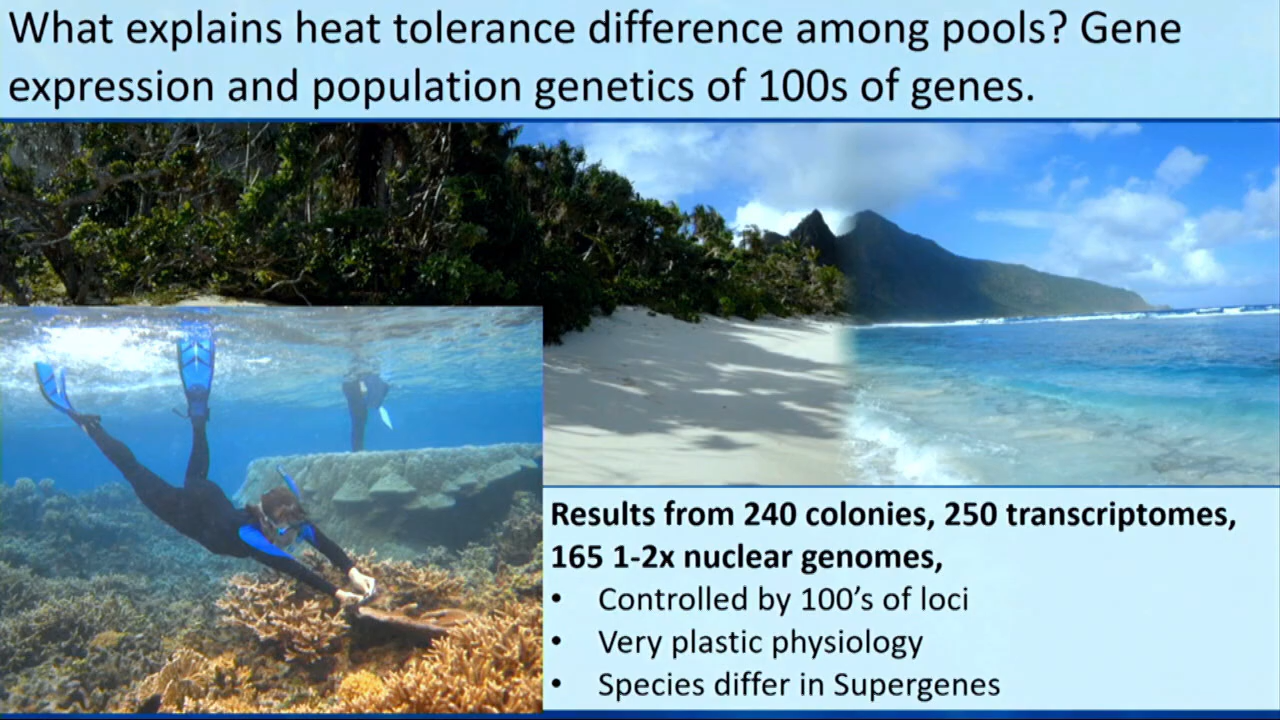 What explains heat tolerance difference among pools? Gene
expression and population genetics of 100s of genes.
Results from 240 colonies, 250 transcriptomes,
165 1-2x nuclear genomes,
• Controlled by 100’s of loci
• Very plastic physiology
• Species differ in Supergenes